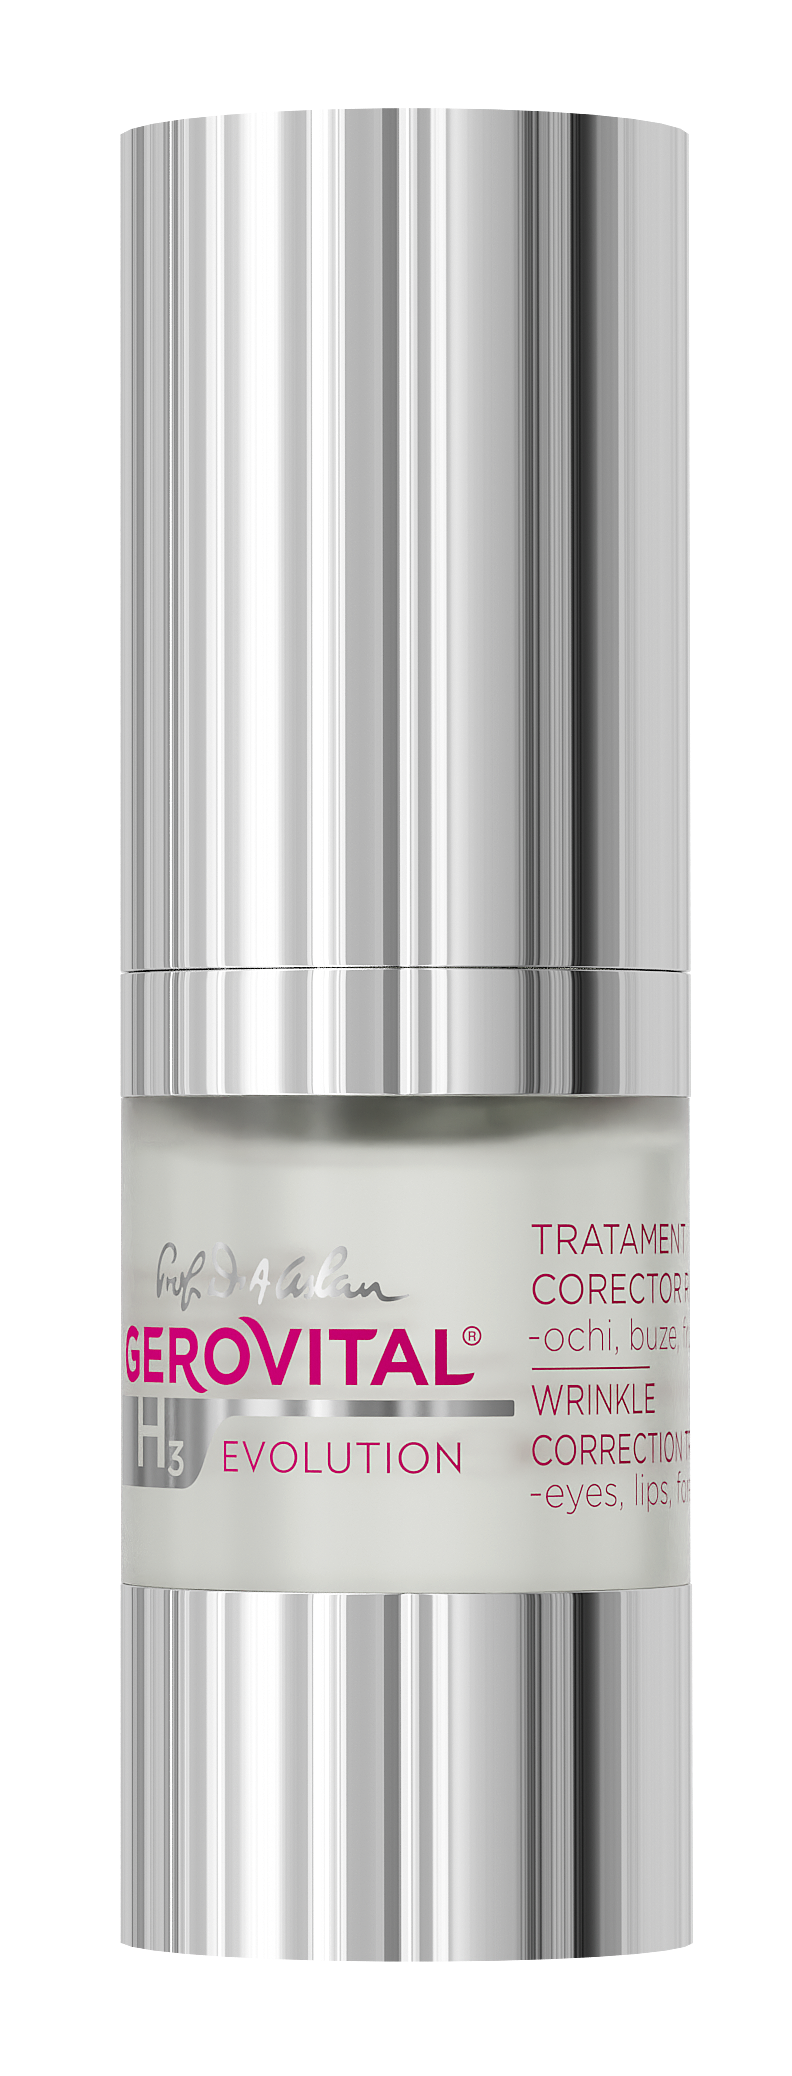 Prof. Dr. A. Aslan
GEROVITAL®
H3 EVOLUTION
TRATAMENT
CORECTOR
-ochi, buze,
WRINKLE
CORRECTION
-eyes, lips,